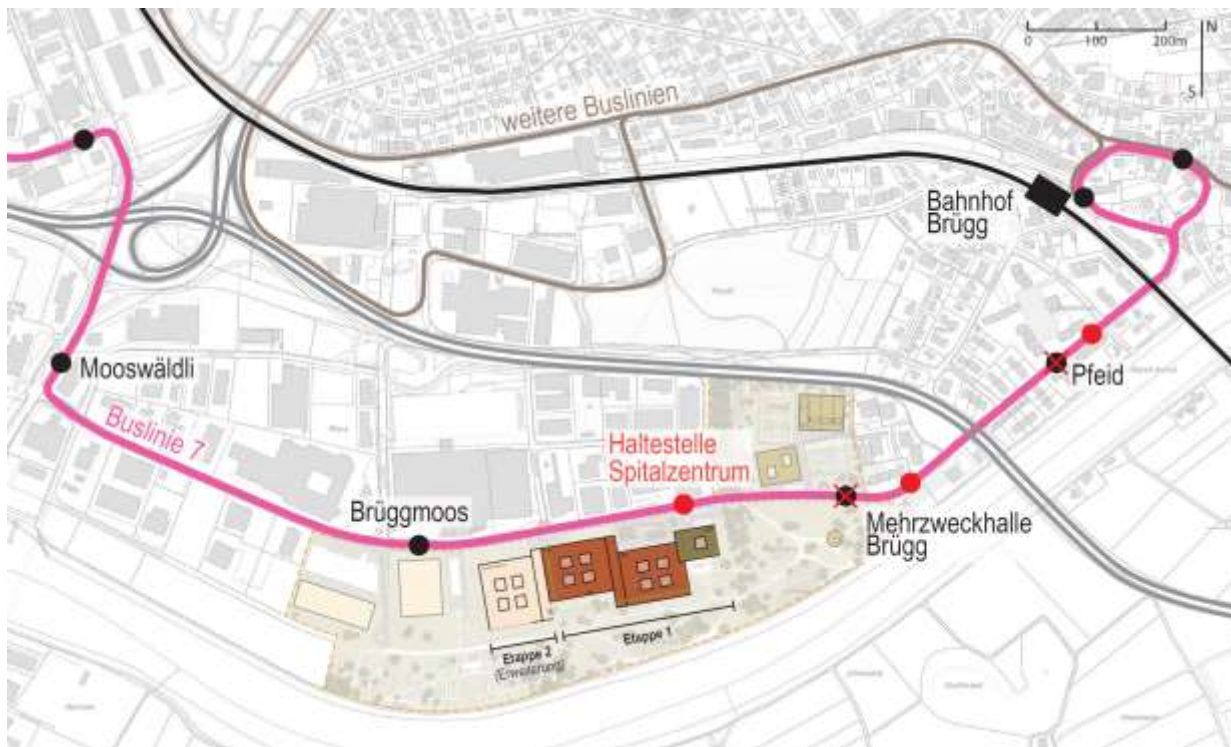 0 100 200m
N
S
weitere Buslinien
Bahnhof
Brügg
Mooswäldli
Pfeid
Buslinie 7
Haltestelle
Spitalzentrum
Brüggmoos
Mehrzweckhalle
Brügg
Etappe 1
Etappe 2
(Erweiterung)